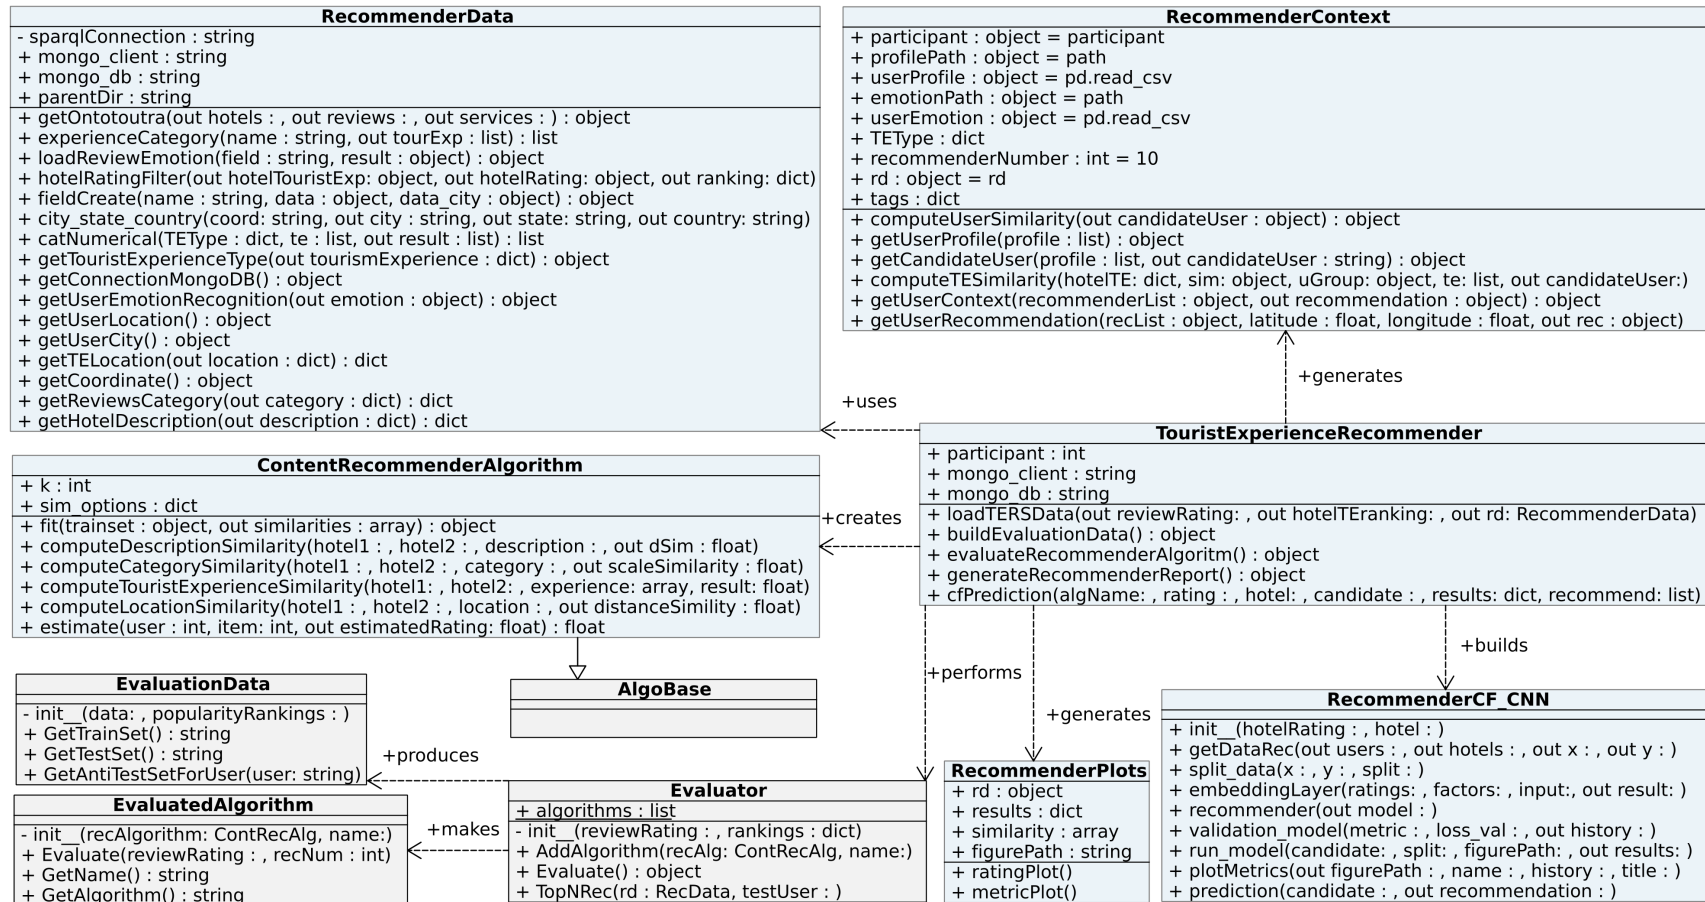 RecommenderData
- sparqlConnection : string
+ mongo_client : string
+ mongo_db : string
+ parentDir : string
+ getOntotoutra(out hotels : , out reviews : , out services : ) : object
+ experienceCategory(name : string, out tourExp : list) : list
+ loadReviewEmotion(field : string, result : object) : object
+ hotelRatingFilter(out hotelTouristExp: object, out hotelRating: object, out ranking: dict)
+ fieldCreate(name : string, data : object, data_city : object) : object
+ city_state_country(coord: string, out city : string, out state: string, out country: string)
+ catNumerical(TEType : dict, te : list, out result : list) : list
+ getTouristExperienceType(out tourismExperience : dict) : object
+ getConnectionMongoDB() : object
+ getUserEmotionRecognition(out emotion : object) : object
+ getUserLocation() : object
+ getUserCity() : object
+ getTELocation(out location : dict) : dict
+ getCoordinate() : object
+ getReviewsCategory(out category : dict) : dict
+ getHotelDescription(out description : dict) : dict
RecommenderContext
+ participant : object = participant
+ profilePath : object = path
+ userProfile : object = pd.read_csv
+ emotionPath : object = path
+ userEmotion : object = pd.read_csv
+ TEType : dict
+ recommenderNumber : int = 10
+ rd : object = rd
+ tags : dict
+ computeUserSimilarity(out candidateUser : object) : object
+ getUserProfile(profile : list) : object
+ getCandidateUser(profile : list, out candidateUser : string) : object
+ computeTESimilarity(hotelTE: dict, sim: object, uGroup: object, te: list, out candidateUser:)
+ getUserContext(recommenderList : object, out recommendation : object) : object
+ getUserRecommendation(recList : object, latitude : float, longitude : float, out rec : object)
+generates
+uses
TouristExperienceRecommender
+ participant : int
+ mongo_client : string
+ mongo_db : string
+ loadTERSData(out reviewRating: , out hotelTEranking: , out rd: RecommenderData)
+ buildEvaluationData() : object
+ evaluateRecommenderAlgoritm() : object
+ generateRecommenderReport() : object
+ cfPrediction(algName: , rating : , hotel: , candidate : , results: dict, recommend: list)
ContentRecommenderAlgorithm
+ k : int
+ sim_options : dict
+ fit(trainset : object, out similarities : array) : object
+ computeDescriptionSimilarity(hotel1 : , hotel2 : , description : , out dSim : float)
+ computeCategorySimilarity(hotel1 : , hotel2 : , category : , out scaleSimilarity : float)
+ computeTouristExperienceSimilarity(hotel1: , hotel2: , experience: array, result: float)
+ computeLocationSimilarity(hotel1 : , hotel2 : , location : , out distanceSimility : float)
+ estimate(user : int, item: int, out estimatedRating: float) : float
+creates
+performs
+generates
+builds
EvaluationData
- init__(data: , popularityRankings : )
+ GetTrainSet() : string
+ GetTestSet() : string
+ GetAntiTestSetForUser(user: string)
AlgoBase
+produces
+makes
EvaluatedAlgorithm
- init__(recAlgorithm: ContRecAlg, name:)
+ Evaluate(reviewRating : , recNum : int)
+ GetName() : string
+ GetAlgorithm() : string
Evaluator
+ algorithms : list
- init__(reviewRating : , rankings : dict)
+ AddAlgorithm(recAlg: ContRecAlg, name:)
+ Evaluate() : object
+ TopNRec(rd : RecData, testUser : )
RecommenderPlots
+ rd : object
+ results : dict
+ similarity : array
+ figurePath : string
+ ratingPlot()
+ metricPlot()
RecommenderCF_CNN
+ init__(hotelRating : , hotel : )
+ getDataRec(out users : , out hotels : , out x : , out y : )
+ split_data(x : , y : , split : )
+ embeddingLayer(ratings: , factors: , input:, out result: )
+ recommender(out model : )
+ validation_model(metric : , loss_val : , out history : )
+ run_model(candidate: , split: , figurePath: , out results: )
+ plotMetrics(out figurePath : , name : , history : , title : )
+ prediction(candidate : , out recommendation : )